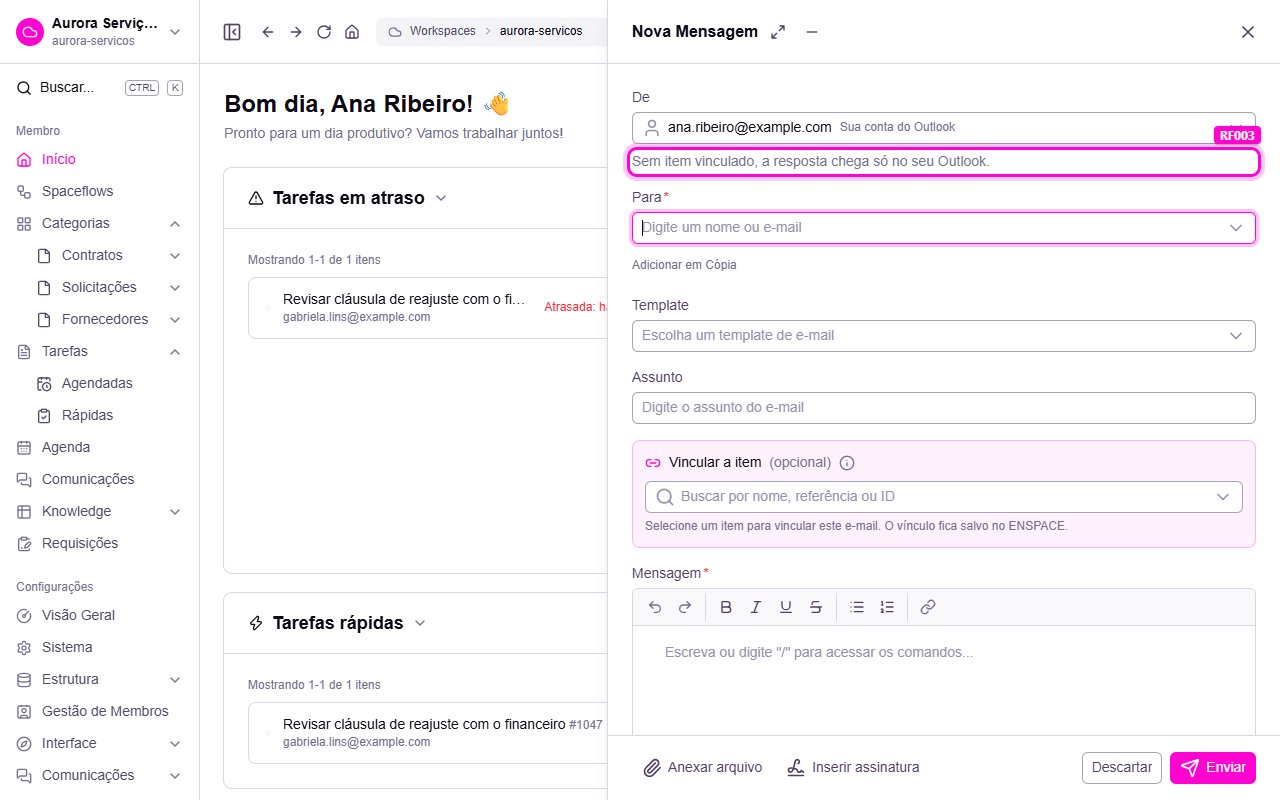 Aurora Serviç...
aurora-servicos
Buscar... CTRL K
Membro
Início
Spaceflows
Categorias
Contratos
Solicitações
Fornecedores
Tarefas
Agendadas
Rápidas
Agenda
Comunicações
Knowledge
Requisições
Configurações
Visão Geral
Sistema
Estrutura
Gestão de Membros
Interface
Comunicações
Workspaces > aurora-servicos
Bom dia, Ana Ribeiro! 👋
Pronto para um dia produtivo? Vamos trabalhar juntos!
Tarefas em atraso
Mostrando 1-1 de 1 itens
Revisar cláusula de reajuste com o fi...
gabriela.lins@example.com
Atrasada:
Tarefas rápidas
Mostrando 1-1 de 1 itens
Revisar cláusula de reajuste com o financeiro #1047
gabriela.lins@example.com
Nova Mensagem
De
ana.ribeiro@example.com Sua conta do Outlook
RF003
Sem item vinculado, a resposta chega só no seu Outlook.
Para*
Digite um nome ou e-mail
Adicionar em Cópia
Template
Escolha um template de e-mail
Assunto
Digite o assunto do e-mail
Vincular a item (opcional)
Buscar por nome, referência ou ID
Selecione um item para vincular este e-mail. O vínculo fica salvo no ENSPACE.
Mensagem*
Escreva ou digite "/" para acessar os comandos...
Anexar arquivo
Inserir assinatura
Descartar
Enviar